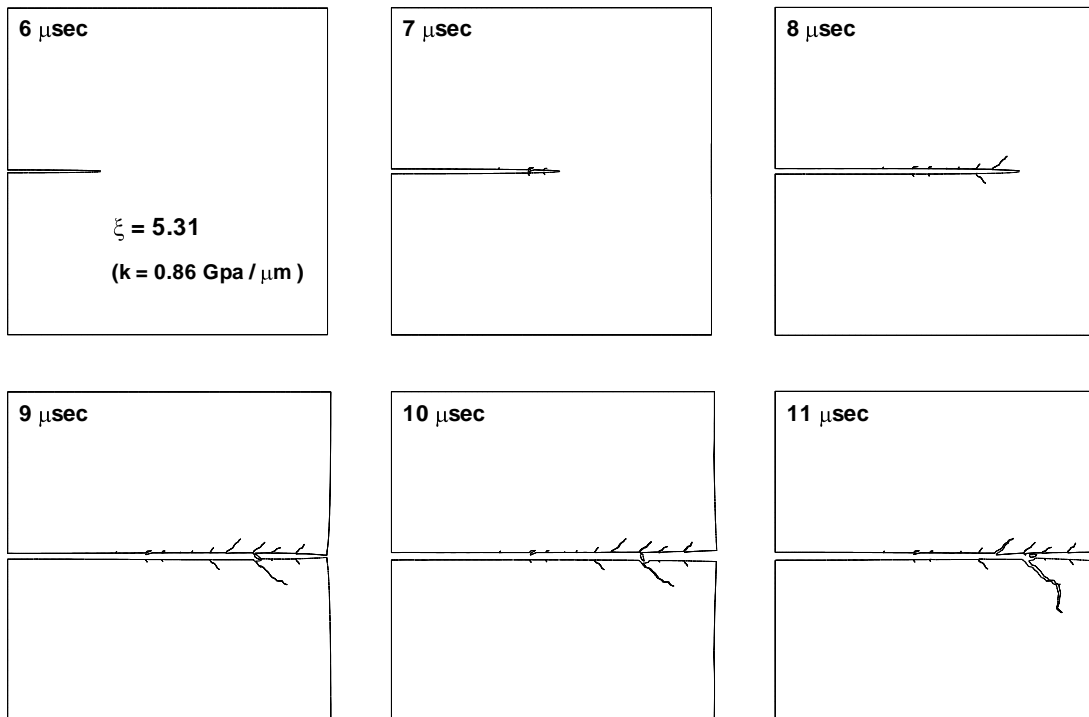 6 μsec
7 μsec
8 μsec
ξ = 5.31
(k = 0.86 Gpa / μm )
9 μsec
10 μsec
11 μsec